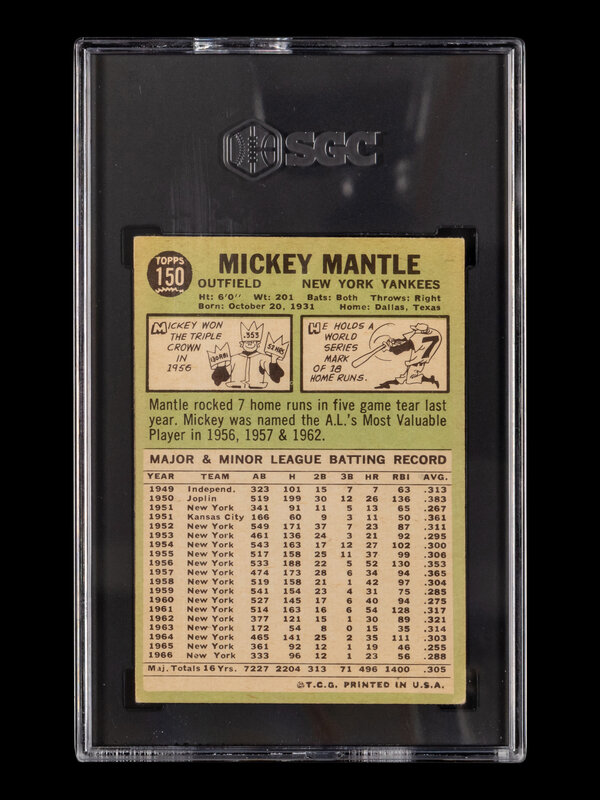 SGC
TOPPS
150
MICKEY MANTLE
OUTFIELD NEW YORK YANKEES
Ht: 6'0" Wt: 201 Bats: Both Throws: Right
Born: October 20, 1931 Home: Dallas, Texas
MICKEY WON
THE TRIPLE
CROWN
IN
1956
130 RBI
.353
52 HRS
HE HOLDS A
WORLD
SERIES
MARK
OF 18
HOME RUNS.
7
Mantle rocked 7 home runs in five game tear last
year. Mickey was named the A.L.'s Most Valuable
Player in 1956, 1957 & 1962.
MAJOR & MINOR LEAGUE BATTING RECORD
YEAR TEAM AB H 2B 3B HR RBI AVG.
1949 Independ. 323 101 15 7 7 63 .313
1950 Joplin 519 199 30 12 26 136 .383
1951 New York 341 91 11 5 13 65 .267
1951 Kansas City 166 60 9 3 11 50 .361
1952 New York 549 171 37 7 23 87 .311
1953 New York 461 136 24 3 21 92 .295
1954 New York 543 163 17 12 27 102 .300
1955 New York 517 158 25 11 37 99 .306
1956 New York 533 188 22 5 52 130 .353
1957 New York 474 173 28 6 34 94 .365
1958 New York 519 158 21 1 42 97 .304
1959 New York 541 154 23 4 31 75 .285
1960 New York 527 145 17 6 40 94 .275
1961 New York 514 163 16 6 54 128 .317
1962 New York 377 121 15 1 30 89 .321
1963 New York 172 54 8 0 15 35 .314
1964 New York 465 141 25 2 35 111 .303
1965 New York 361 92 12 1 19 46 .255
1966 New York 333 96 12 1 23 56 .288
Maj. Totals 16 Yrs. 7227 2204 313 71 496 1400 .305
©T.C.G. PRINTED IN U.S.A.